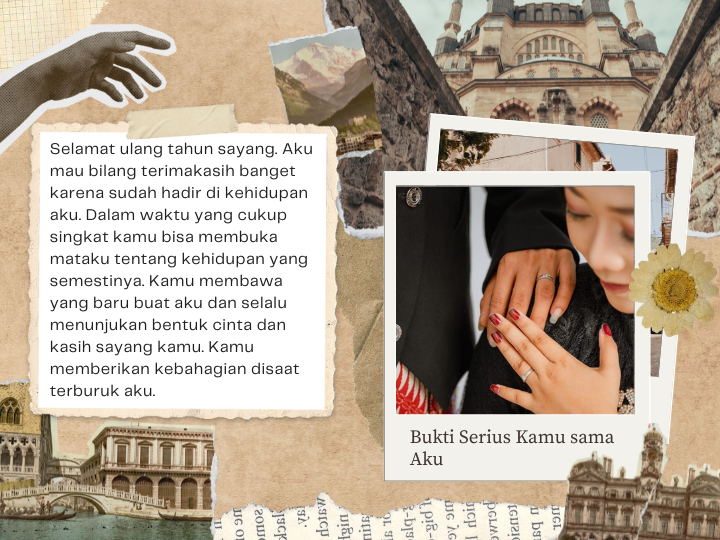 Selamat ulang tahun sayang. Aku
mau bilang terimakasih banget
karena sudah hadir di kehidupan
aku. Dalam waktu yang cukup
singkat kamu bisa membuka
mataku tentang kehidupan yang
semestinya. Kamu membawa
yang baru buat aku dan selalu
menunjukan bentuk cinta dan
kasih sayang kamu. Kamu
memberikan kebahagian disaat
terburuk aku.
Bukti Serius Kamu sama
Aku